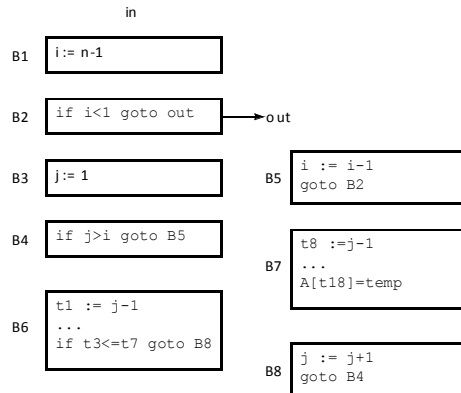 in
B1
i := n-1
B2
if i<1 goto out
out
B3
j := 1
B4
if j>i goto B5
B6
t1 := j-1
...
if t3<=t7 goto B8
B5
i := i-1
goto B2
B7
t8 :=j-1
...
A[t18]=temp
B8
j := j+1
goto B4